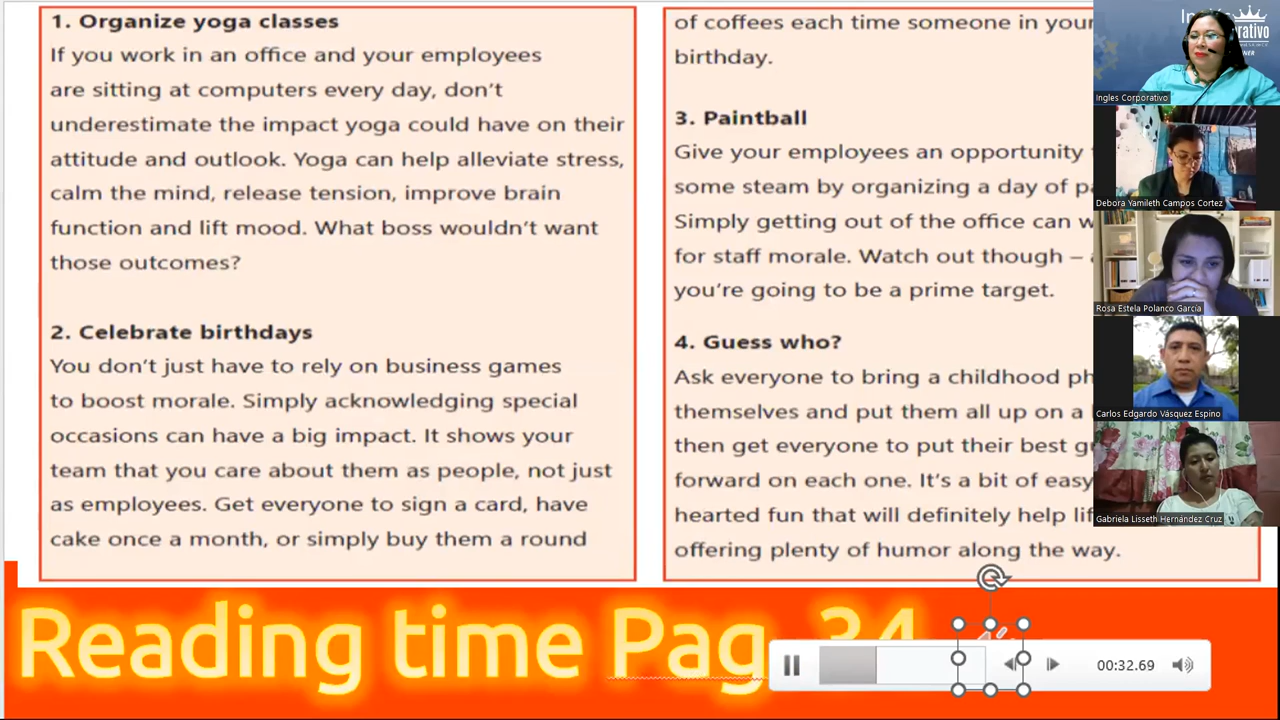 1. Organize yoga classes
If you work in an office and your employees
are sitting at computers every day, don't
underestimate the impact yoga could have on their
attitude and outlook. Yoga can help alleviate stress,
calm the mind, release tension, improve brain
function and lift mood. What boss wouldn't want
those outcomes?
2. Celebrate birthdays
You don't just have to rely on business games
to boost morale. Simply acknowledging special
occasions can have a big impact. It shows your
team that you care about them as people, not just
as employees. Get everyone to sign a card, have
cake once a month, or simply buy them a round
of coffees each time someone in your
birthday.
3. Paintball
Give your employees an opportunity
some steam by organizing a day of
Simply getting out of the office can
for staff morale. Watch out though –
you're going to be a prime target.
4. Guess who?
Ask everyone to bring a childhood
themselves and put them all up on a
then get everyone to put their best
forward on each one. It's a bit of easy
hearted fun that will definitely help
offering plenty of humor along the way.
Reading time Pag. 34
00:32.69
Ingles Corporativo
Debora Yamileth Campos Cortez
Rosa Estela Polanco García
Carlos Edgardo Vásquez Espino
Gabriela Lisseth Hernández Cruz